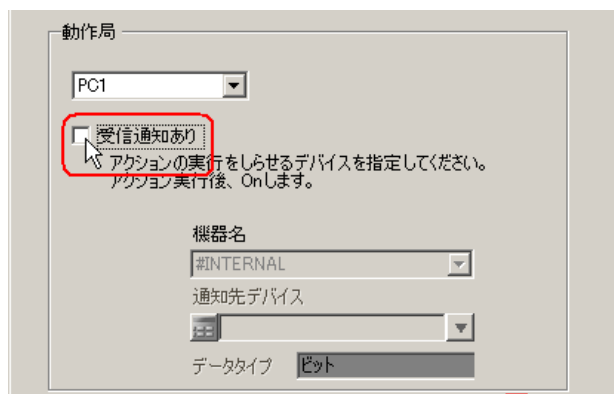 動作局
PC1
受信通知あり
アクションの実行をしらせるデバイスを指定してください。
アクション実行後、Onします。
機器名
#INTERNAL
通知先デバイス
データタイプ ビット